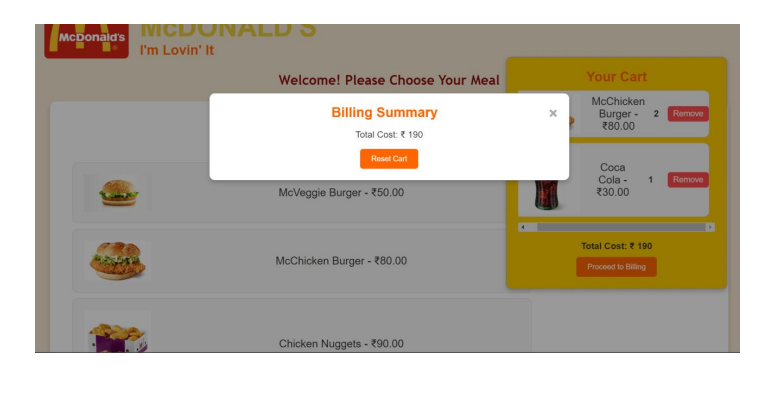 McDonald's
McDONALD'S
I'm Lovin' It
Welcome! Please Choose Your Meal
Your Cart
Billing Summary
×
Total Cost: ₹ 190
Reset Cart
McChicken
Burger -
₹80.00
2
Remove
Coca
Cola -
₹30.00
1
Remove
Total Cost: ₹ 190
Proceed to Billing
McVeggie Burger - ₹50.00
McChicken Burger - ₹80.00
Chicken Nuggets - ₹90.00